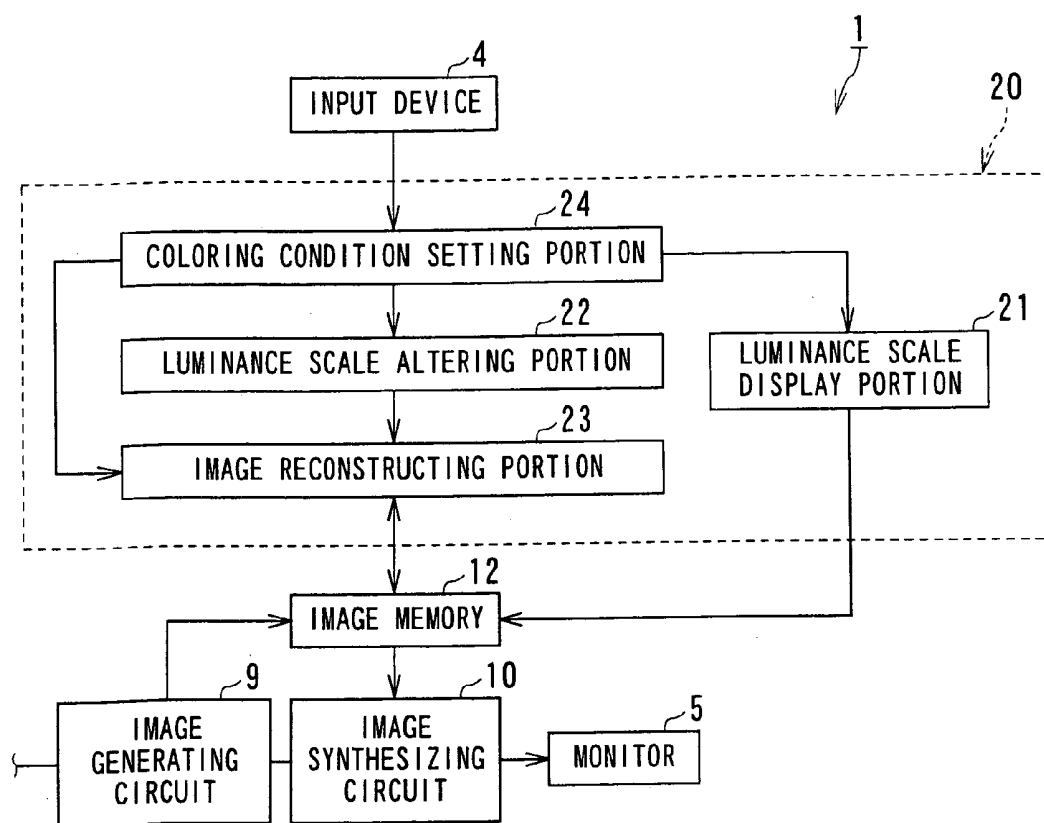 1
4
INPUT DEVICE
20
24
COLORING CONDITION SETTING PORTION
22
LUMINANCE SCALE ALTERING PORTION
21
LUMINANCE SCALE
DISPLAY PORTION
23
IMAGE RECONSTRUCTING PORTION
12
IMAGE MEMORY
9
IMAGE
GENERATING
CIRCUIT
10
IMAGE
SYNTHESIZING
CIRCUIT
5
MONITOR